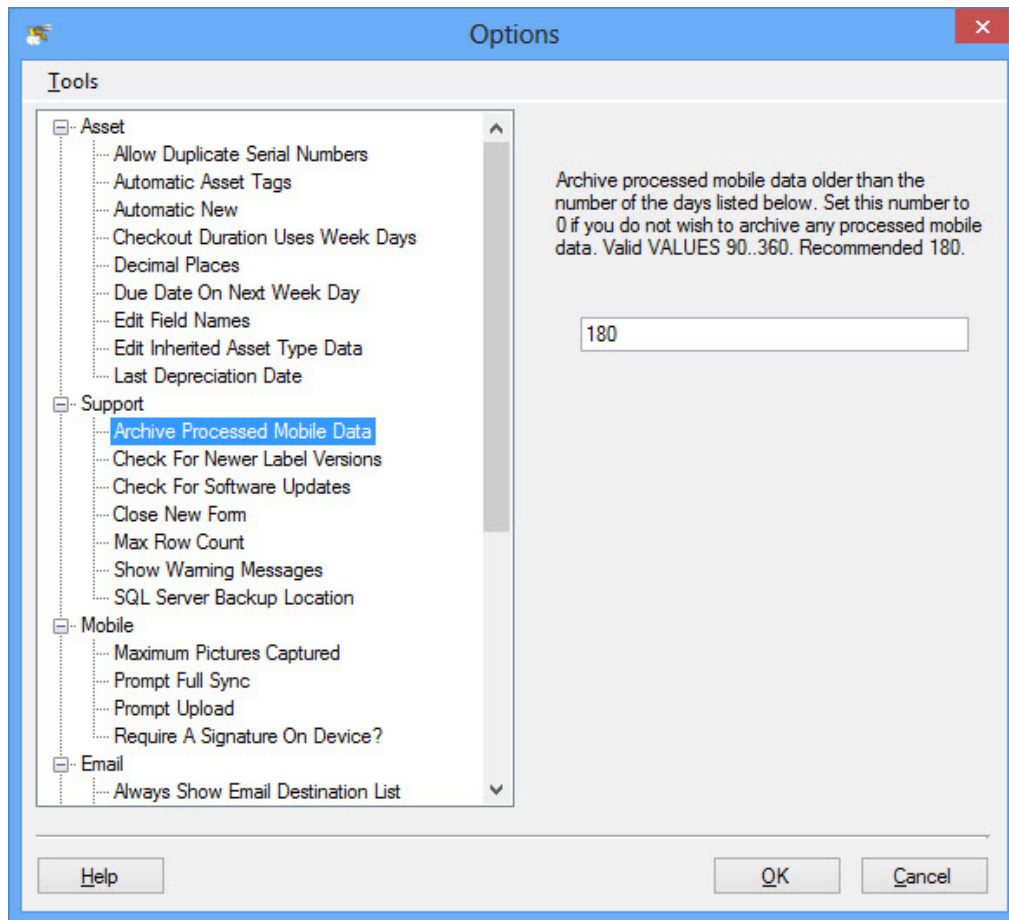 Options
Tools
Asset
Allow Duplicate Serial Numbers
Automatic Asset Tags
Automatic New
Checkout Duration Uses Week Days
Decimal Places
Due Date On Next Week Day
Edit Field Names
Edit Inherited Asset Type Data
Last Depreciation Date
Support
Archive Processed Mobile Data
Check For Newer Label Versions
Check For Software Updates
Close New Form
Max Row Count
Show Warning Messages
SQL Server Backup Location
Mobile
Maximum Pictures Captured
Prompt Full Sync
Prompt Upload
Require A Signature On Device?
Email
Always Show Email Destination List
Archive processed mobile data older than the
number of the days listed below. Set this number to
0 if you do not wish to archive any processed mobile
data. Valid VALUES 90..360. Recommended 180.
180
Help
OK
Cancel